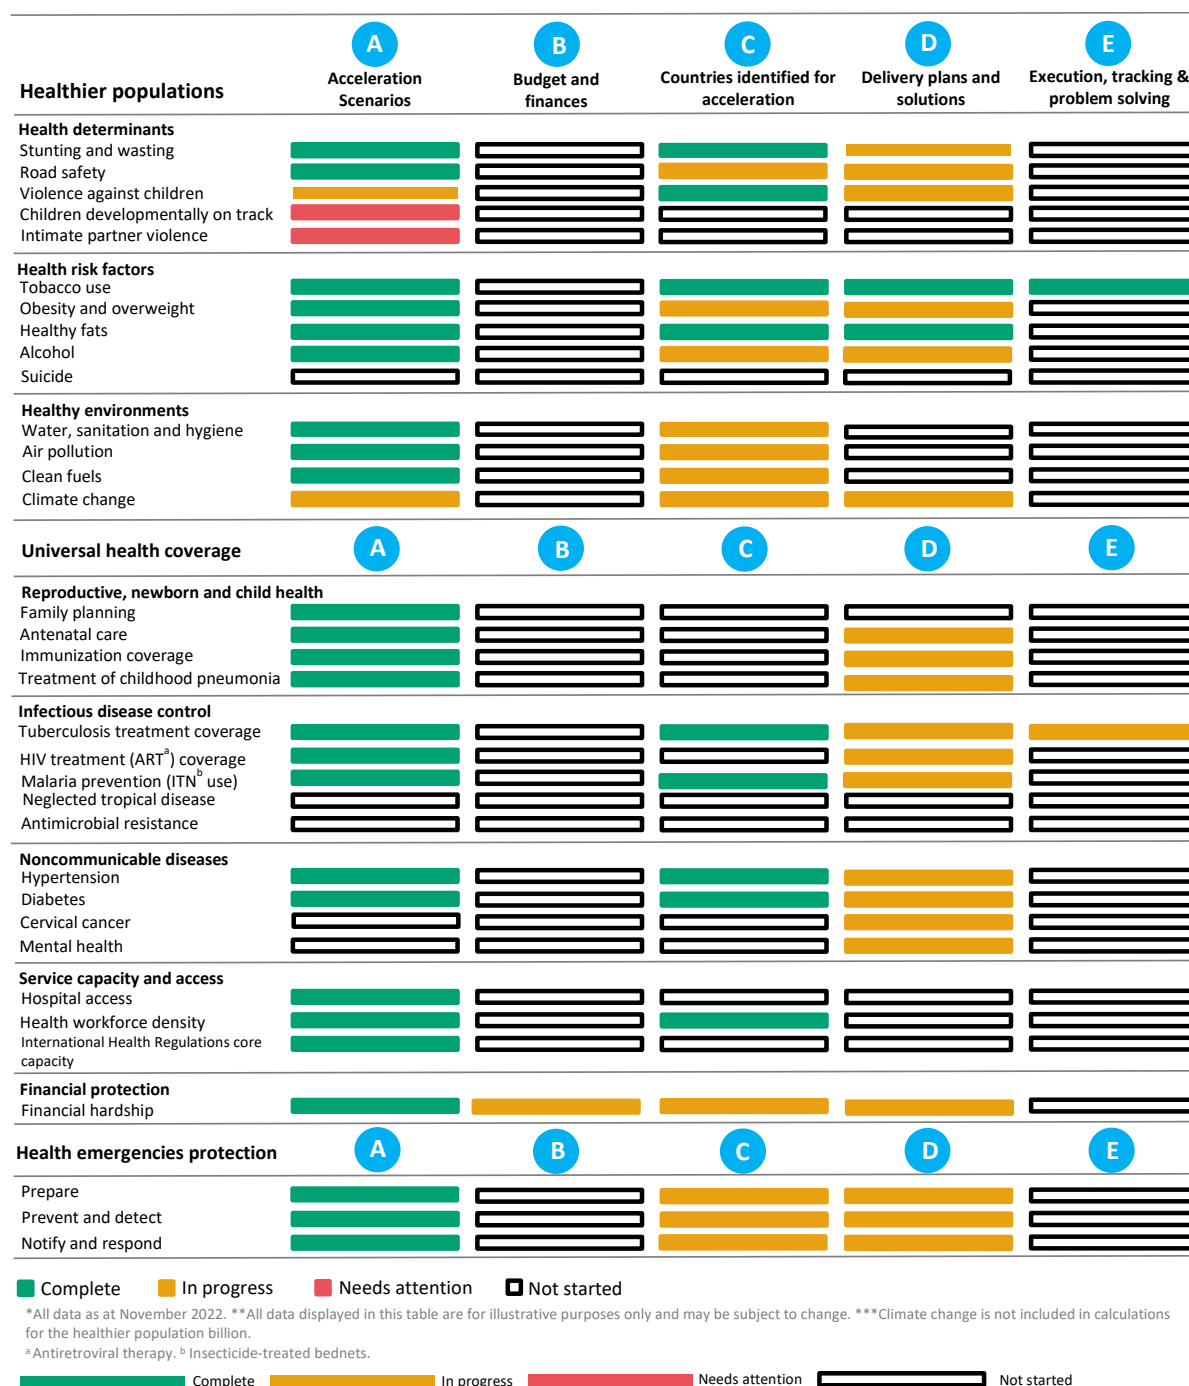 A B C D E
Healthier populations
Acceleration Scenarios
Budget and finances
Countries identified for acceleration
Delivery plans and solutions
Execution, tracking & problem solving
Health determinants
Stunting and wasting
Road safety
Violence against children
Children developmentally on track
Intimate partner violence
Health risk factors
Tobacco use
Obesity and overweight
Healthy fats
Alcohol
Suicide
Healthy environments
Water, sanitation and hygiene
Air pollution
Clean fuels
Climate change
Universal health coverage A B C D E
Reproductive, newborn and child health
Family planning
Antenatal care
Immunization coverage
Treatment of childhood pneumonia
Infectious disease control
Tuberculosis treatment coverage
HIV treatment (ARTᵃ) coverage
Malaria prevention (ITNᵇ use)
Neglected tropical disease
Antimicrobial resistance
Noncommunicable diseases
Hypertension
Diabetes
Cervical cancer
Mental health
Service capacity and access
Hospital access
Health workforce density
International Health Regulations core
capacity
Financial protection
Financial hardship
Health emergencies protection A B C D E
Prepare
Prevent and detect
Notify and respond
Complete In progress Needs attention Not started
*All data as at November 2022. **All data displayed in this table are for illustrative purposes only and may be subject to change. ***Climate change is not included in calculations
for the healthier population billion.
ᵃ Antiretroviral therapy. ᵇ Insecticide-treated bednets.
Complete In progress Needs attention Not started